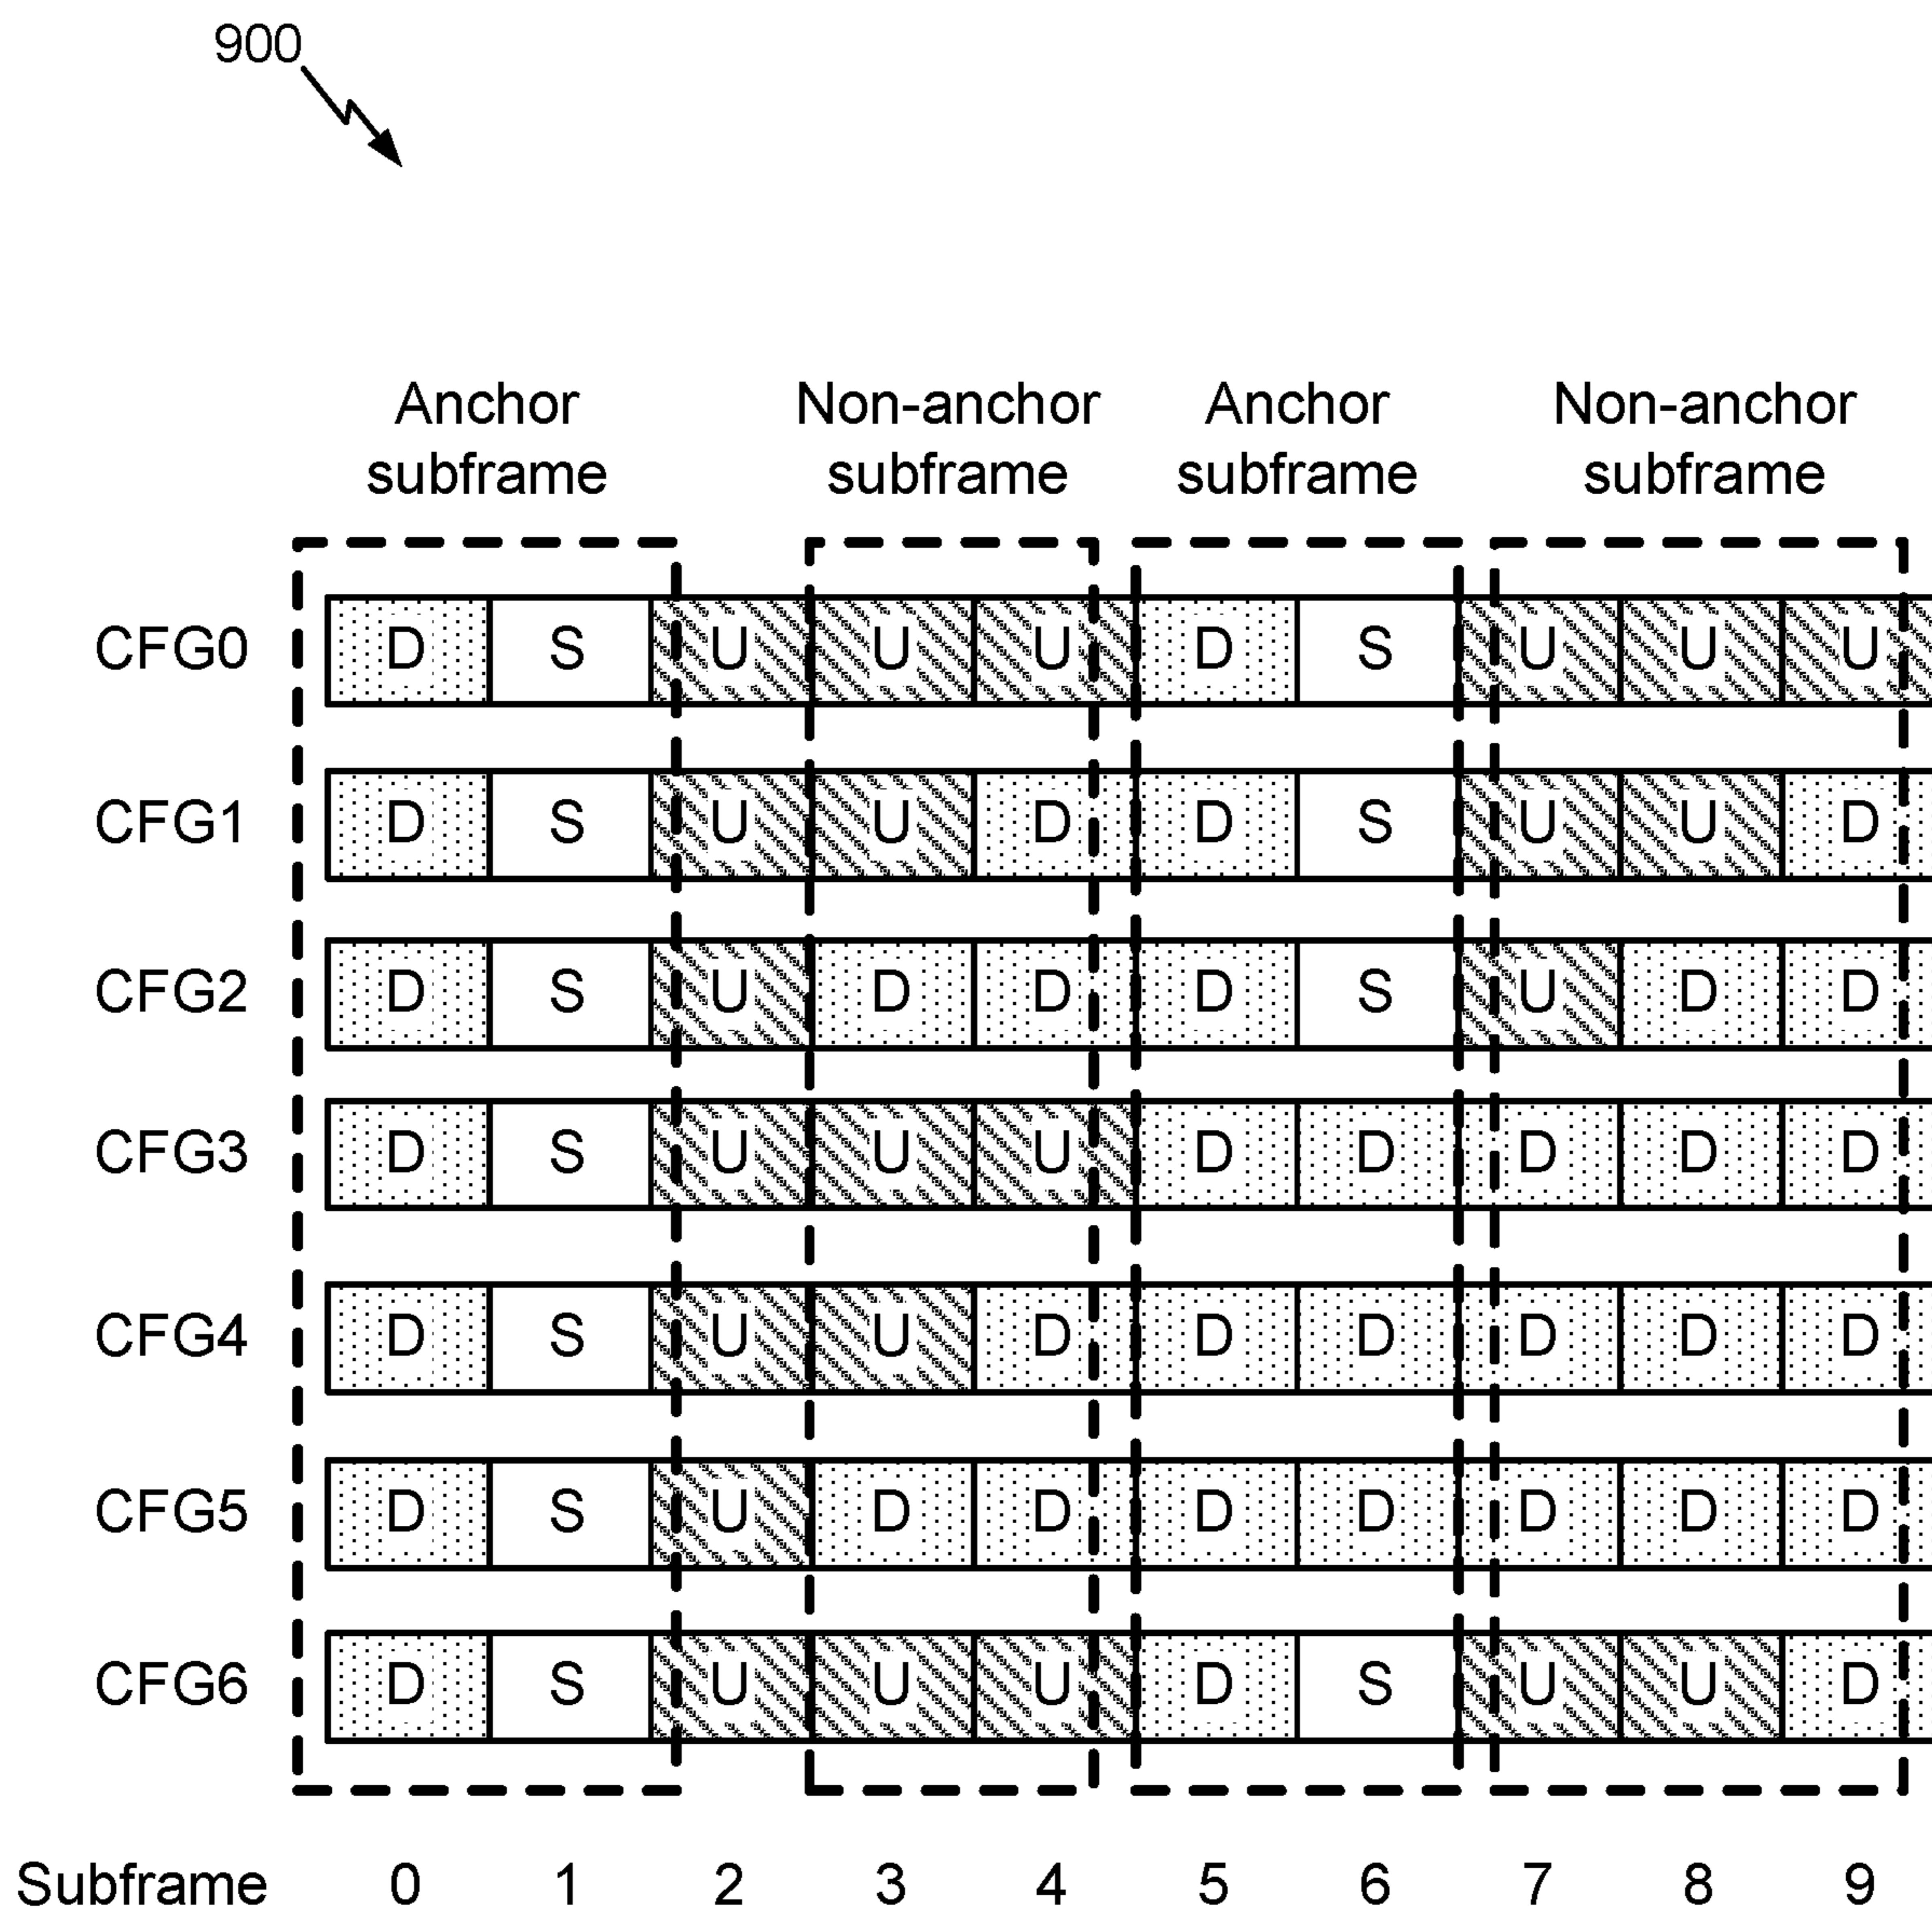 900
Anchor Non-anchor Anchor Non-anchor
subframe subframe subframe subframe
CFG0 D S U U U D S U U U
CFG1 D S U U D D S U U D
CFG2 D S U D D D S U D D
CFG3 D S U U U D D D D D
CFG4 D S U U D D D D D D
CFG5 D S U D D D D D D D
CFG6 D S U U U D S U U D
Subframe 0 1 2 3 4 5 6 7 8 9